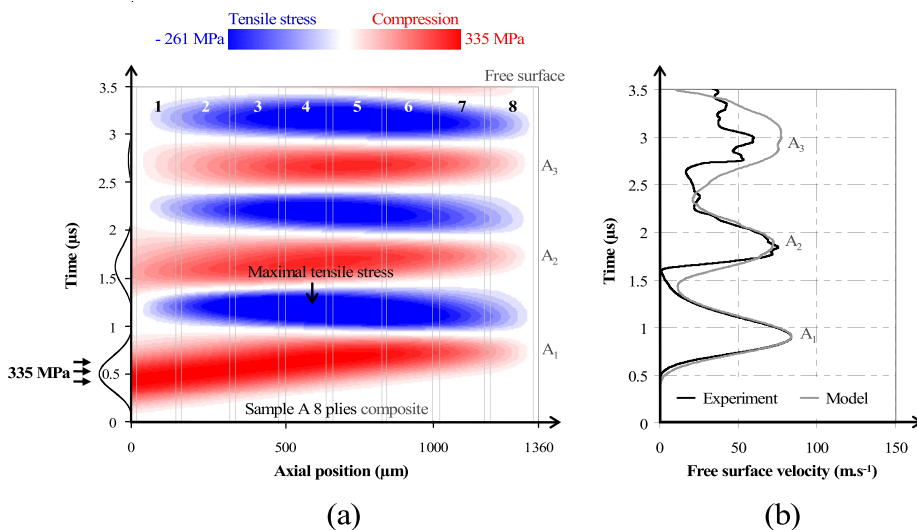 Tensile stress Compression
- 261 MPa 335 MPa
Free surface
3.5
3
2.5
2
1.5
1
0.5
0
Time (µs)
1 2 3 4 5 6 7 8
A3
A2
A1
Maximal tensile stress
335 MPa
Sample A 8 plies composite
0 500 1000 1360
Axial position (µm)
(a)
3.5
3
2.5
2
1.5
1
0.5
0
Time (µs)
A3
A2
A1
Experiment Model
0 50 100 150
Free surface velocity (m.s-1)
(b)